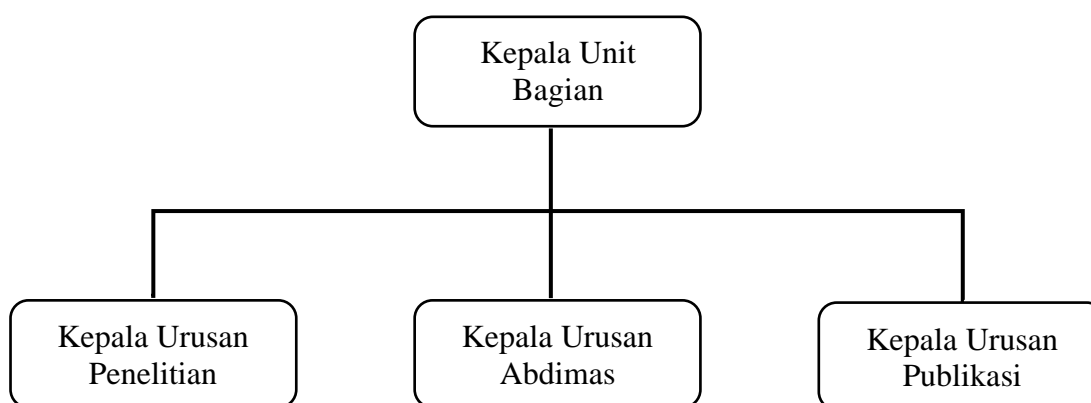 Kepala Unit
Bagian
Kepala Urusan
Penelitian
Kepala Urusan
Abdimas
Kepala Urusan
Publikasi